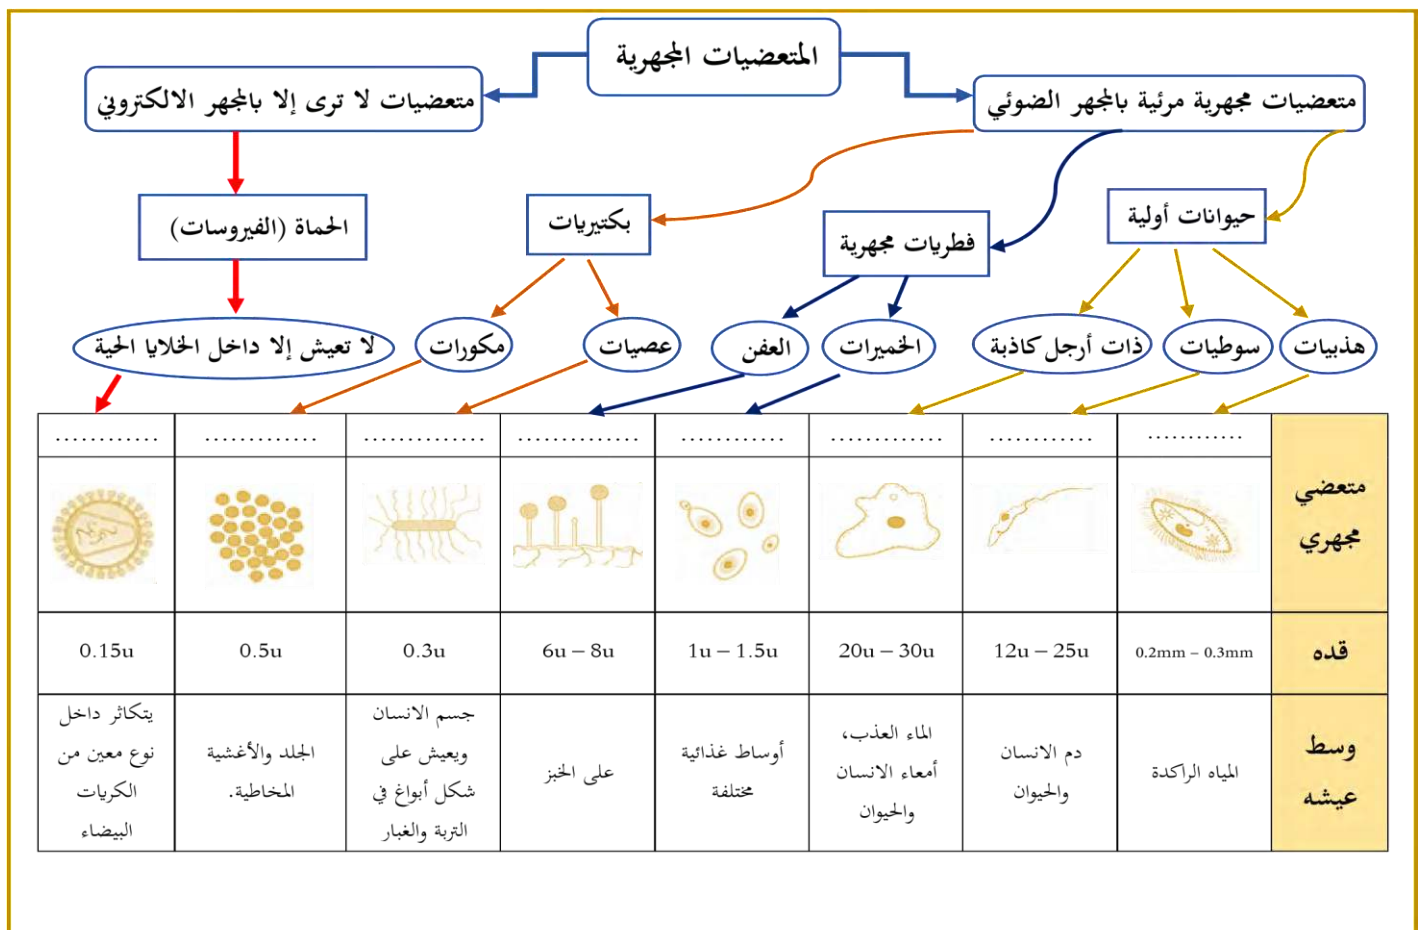 المتعضيات المجهرية
متعضيات مجهرية مرئية بالمجهر الضوئي
متعضيات لا ترى إلا بالمجهر الالكتروني
حيوانات أولية
فطريات مجهرية
بكتيريات
الحماة (الفيروسات)
هذبيات
سوطيات
ذات أرجل كاذبة
الخميرات
العفن
عصيات
مكورات
لا تعيش إلا داخل الخلايا الحية
متعضي
مجهري
............
............
.............
............
..............
..............
.............
............
قده
0.2mm – 0.3mm
12u – 25u
20u – 30u
1u – 1.5u
6u – 8u
0.3u
0.5u
0.15u
وسط
عيشه
المياه الراكدة
دم الانسان
والحيوان
الماء العذب،
أمعاء الانسان
والحيوان
أوساط غذائية
مختلفة
على الخبز
جسم الانسان
ويعيش على
شكل أبواغ في
التربة والغبار
الجلد والأغشية
المخاطية.
يتكاثر داخل
نوع معين من
الكريات
البيضاء